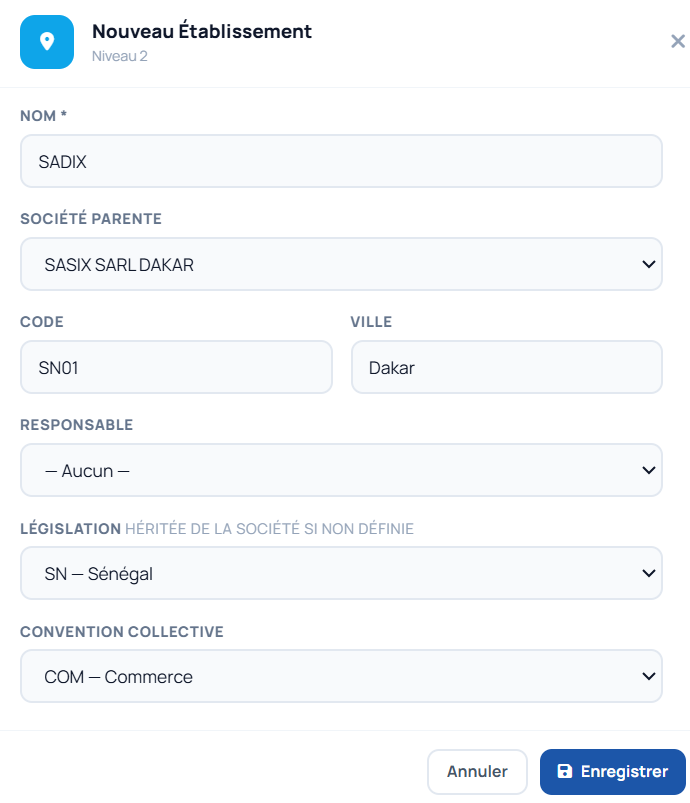 Nouveau Établissement
Niveau 2
NOM *
SADIX
SOCIÉTÉ PARENTE
SASIX SARL DAKAR
CODE
VILLE
SN01
Dakar
RESPONSABLE
— Aucun —
LÉGISLATION HÉRITÉE DE LA SOCIÉTÉ SI NON DÉFINIE
SN — Sénégal
CONVENTION COLLECTIVE
COM — Commerce
Annuler
Enregistrer